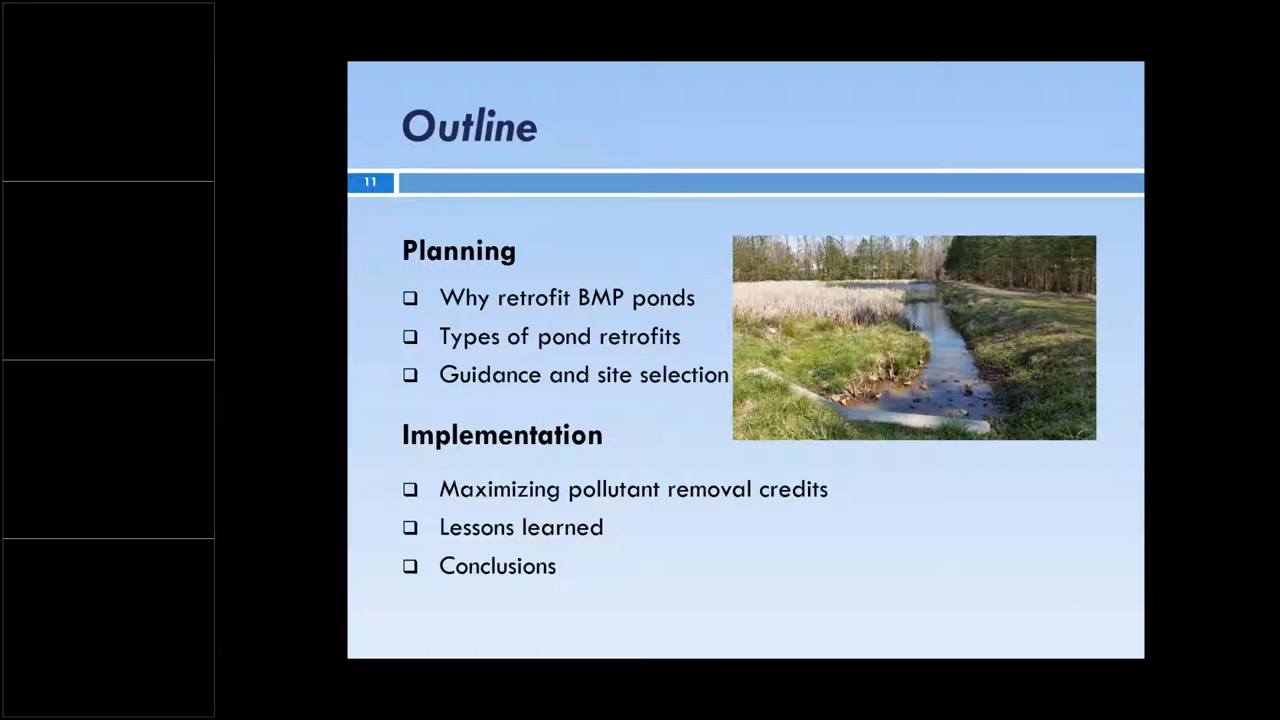 Outline
11
Planning
Why retrofit BMP ponds
Types of pond retrofits
Guidance and site selection
Implementation
Maximizing pollutant removal credits
Lessons learned
Conclusions